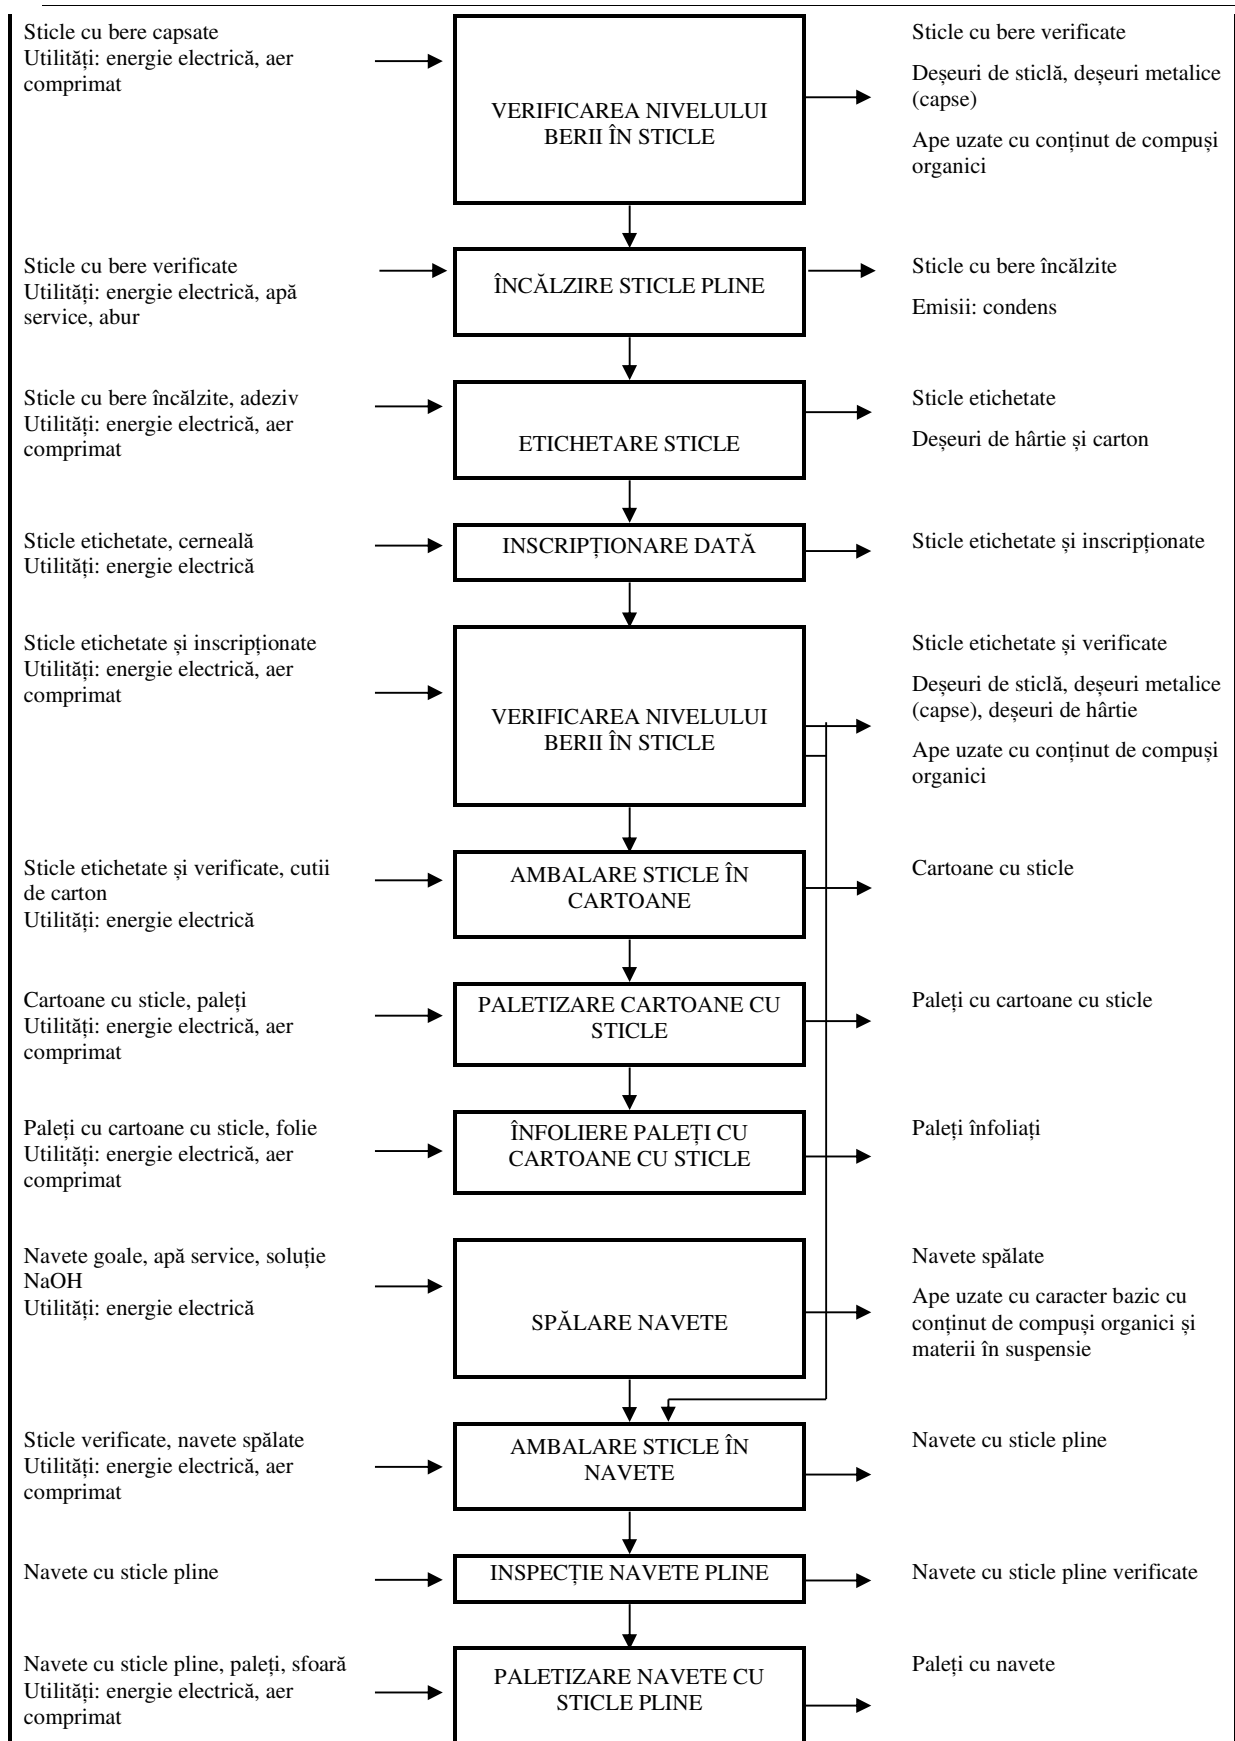 Sticle cu bere capsate
Utilități: energie electrică, aer
comprimat
VERIFICAREA NIVELULUI
BERII ÎN STICLE
Sticle cu bere verificate
Deșeuri de sticlă, deșeuri metalice
(capse)
Ape uzate cu conținut de compuși
organici
Sticle cu bere verificate
Utilități: energie electrică, apă
service, abur
ÎNCĂLZIRE STICLE PLINE
Sticle cu bere încălzite
Emisii: condens
Sticle cu bere încălzite, adeziv
Utilități: energie electrică, aer
comprimat
ETICHETARE STICLE
Sticle etichetate
Deșeuri de hârtie și carton
Sticle etichetate, cerneală
Utilități: energie electrică
INSCRIPȚIONARE DATĂ
Sticle etichetate și inscripționate
Sticle etichetate și inscripționate
Utilități: energie electrică, aer
comprimat
VERIFICAREA NIVELULUI
BERII ÎN STICLE
Sticle etichetate și verificate
Deșeuri de sticlă, deșeuri metalice
(capse), deșeuri de hârtie
Ape uzate cu conținut de compuși
organici
Sticle etichetate și verificate, cutii
de carton
Utilități: energie electrică
AMBALARE STICLE ÎN
CARTOANE
Cartoane cu sticle
Cartoane cu sticle, paleți
Utilități: energie electrică, aer
comprimat
PALETIZARE CARTOANE CU
STICLE
Paleți cu cartoane cu sticle
Paleți cu cartoane cu sticle, folie
Utilități: energie electrică, aer
comprimat
ÎNFOLIERE PALEȚI CU
CARTOANE CU STICLE
Paleți înfoliați
Navete goale, apă service, soluție
NaOH
Utilități: energie electrică
SPĂLARE NAVETE
Navete spălate
Ape uzate cu caracter bazic cu
conținut de compuși organici și
materii în suspensie
Sticle verificate, navete spălate
Utilități: energie electrică, aer
comprimat
AMBALARE STICLE ÎN
NAVETE
Navete cu sticle pline
Navete cu sticle pline
INSPECȚIE NAVETE PLINE
Navete cu sticle pline verificate
Navete cu sticle pline, paleți, sfoară
Utilități: energie electrică, aer
comprimat
PALETIZARE NAVETE CU
STICLE PLINE
Paleți cu navete